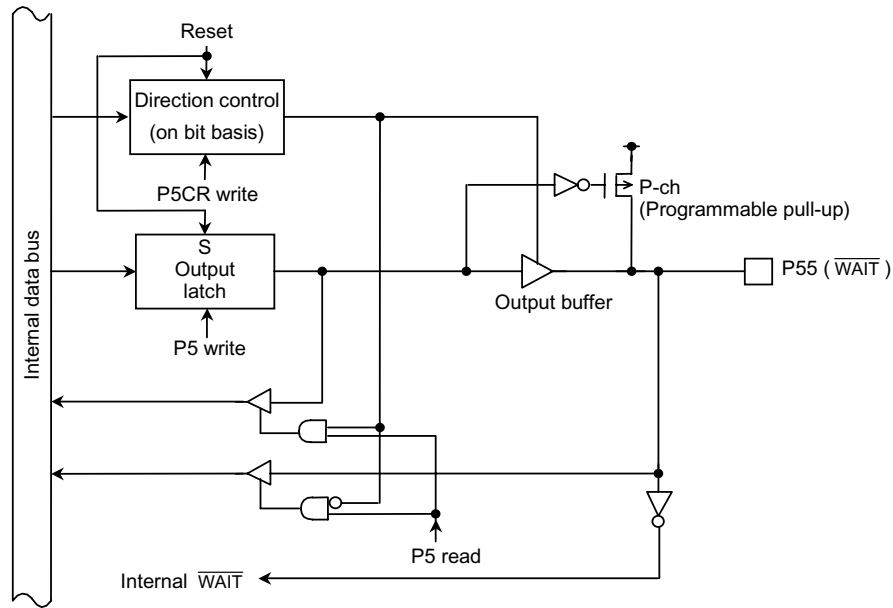 Reset
Direction control
(on bit basis)
P5CR write
P-ch
(Programmable pull-up)
Internal data bus
S
Output
latch
P55 ( WAIT )
Output buffer
P5 write
P5 read
Internal WAIT